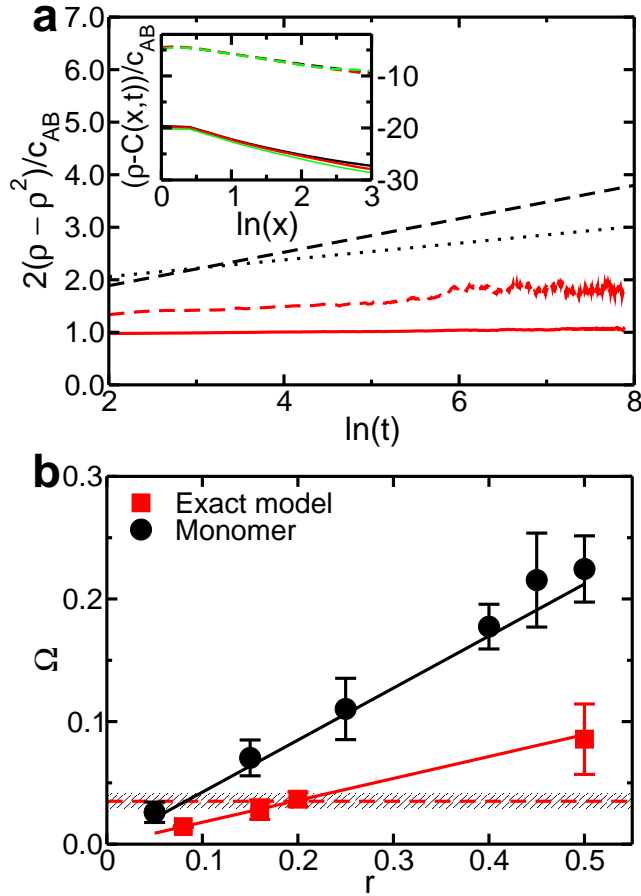 a
7.0
6.0
5.0
4.0
3.0
2.0
1.0
0.0
2(ρ − ρ²)/c_AB
2 4 6 8
ln(t)
(ρ-C(x,t))/c_AB
-10
-20
-30
0 1 2 3
ln(x)
b
0.3
0.2
0.1
0
Ω
Exact model
Monomer
0 0.1 0.2 0.3 0.4 0.5
r